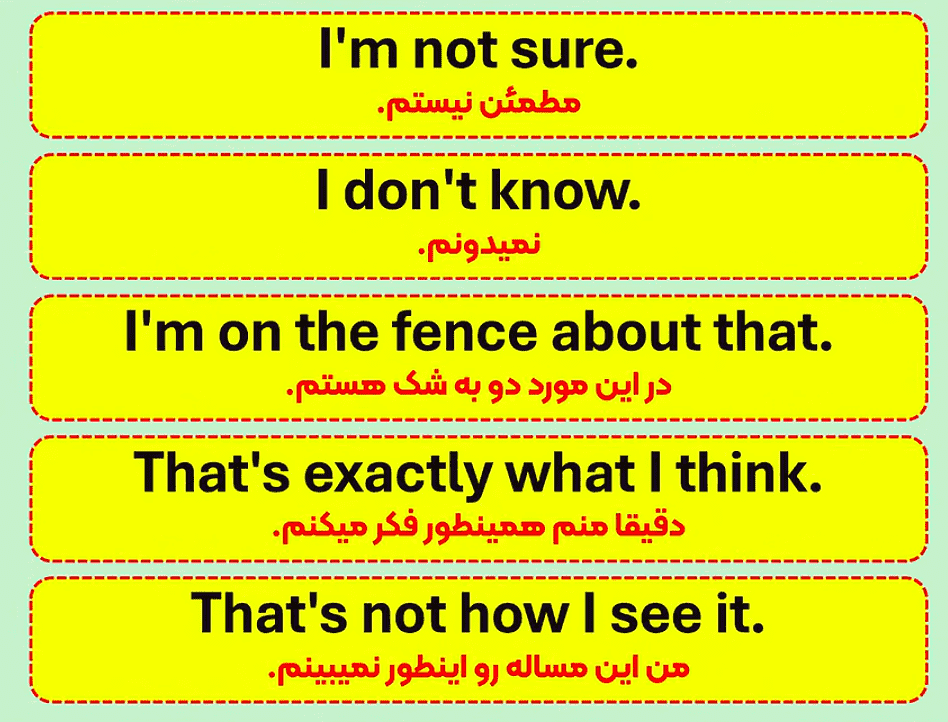 I'm not sure.
مطمئن نیستم.
I don't know.
نمیدونم.
I'm on the fence about that.
در این مورد دو به شک هستم.
That's exactly what I think.
دقیقا منم همینطور فکر میکنم.
That's not how I see it.
من این مساله رو اینطور نمیبینم.